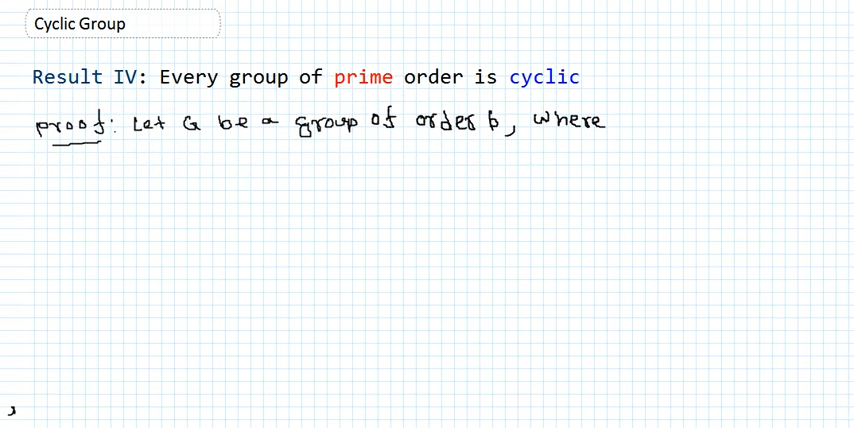 Cyclic Group
Result IV: Every group of prime order is cyclic
proof: Let G be a group of order p, where